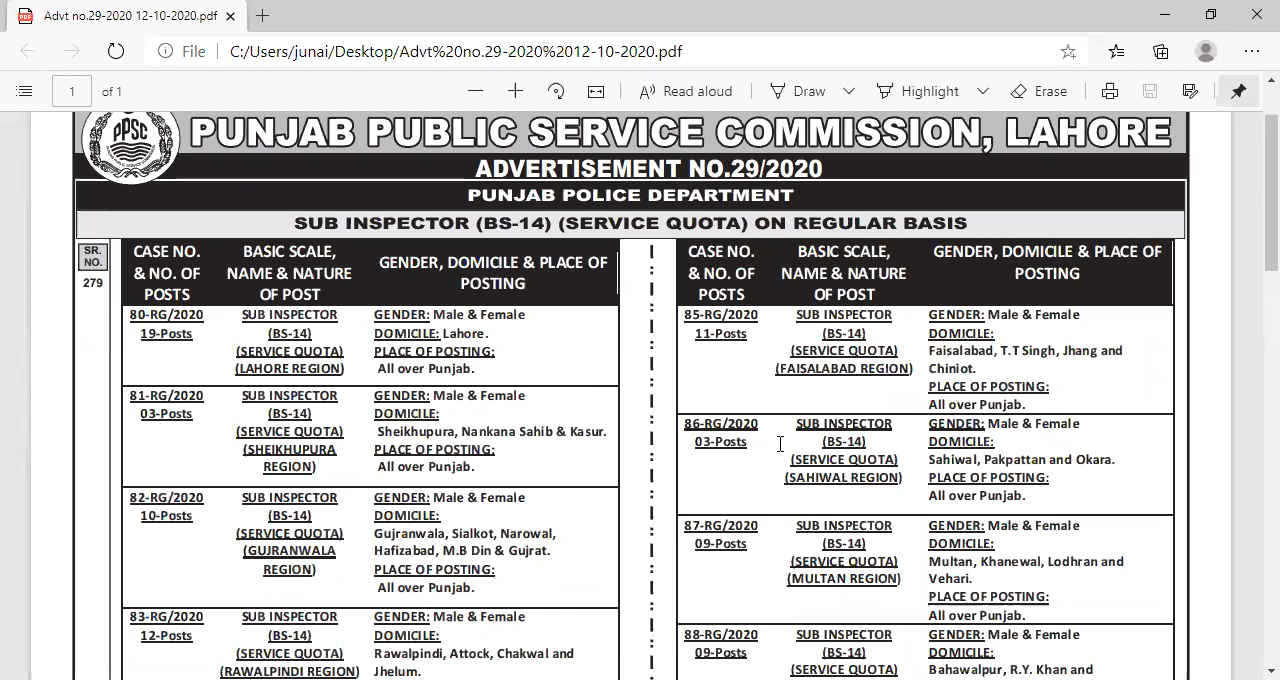 Advt no.29-2020 12-10-2020.pdf
File C:/Users/junai/Desktop/Advt%20no.29-2020%2012-10-2020.pdf
1 of 1 Read aloud Draw Highlight Erase
PPSC
PUNJAB PUBLIC SERVICE COMMISSION, LAHORE
ADVERTISEMENT NO.29/2020
PUNJAB POLICE DEPARTMENT
SUB INSPECTOR (BS-14) (SERVICE QUOTA) ON REGULAR BASIS
SR.
NO.
279
CASE NO.
& NO. OF
POSTS
BASIC SCALE,
NAME & NATURE
OF POST
GENDER, DOMICILE & PLACE OF
POSTING
80-RG/2020
19-Posts
SUB INSPECTOR
(BS-14)
(SERVICE QUOTA)
(LAHORE REGION)
GENDER: Male & Female
DOMICILE: Lahore.
PLACE OF POSTING:
All over Punjab.
81-RG/2020
03-Posts
SUB INSPECTOR
(BS-14)
(SERVICE QUOTA)
(SHEIKHUPURA
REGION)
GENDER: Male & Female
DOMICILE:
Sheikhupura, Nankana Sahib & Kasur.
PLACE OF POSTING:
All over Punjab.
82-RG/2020
10-Posts
SUB INSPECTOR
(BS-14)
(SERVICE QUOTA)
(GUJRANWALA
REGION)
GENDER: Male & Female
DOMICILE:
Gujranwala, Sialkot, Narowal,
Hafizabad, M.B Din & Gujrat.
PLACE OF POSTING:
All over Punjab.
83-RG/2020
12-Posts
SUB INSPECTOR
(BS-14)
(SERVICE QUOTA)
(RAWALPINDI REGION)
GENDER: Male & Female
DOMICILE:
Rawalpindi, Attock, Chakwal and
Jhelum.
CASE NO.
& NO. OF
POSTS
BASIC SCALE,
NAME & NATURE
OF POST
GENDER, DOMICILE & PLACE OF
POSTING
85-RG/2020
11-Posts
SUB INSPECTOR
(BS-14)
(SERVICE QUOTA)
(FAISALABAD REGION)
GENDER: Male & Female
DOMICILE:
Faisalabad, T.T Singh, Jhang and
Chiniot.
PLACE OF POSTING:
All over Punjab.
86-RG/2020
03-Posts
SUB INSPECTOR
(BS-14)
(SERVICE QUOTA)
(SAHIWAL REGION)
GENDER: Male & Female
DOMICILE:
Sahiwal, Pakpattan and Okara.
PLACE OF POSTING:
All over Punjab.
87-RG/2020
09-Posts
SUB INSPECTOR
(BS-14)
(SERVICE QUOTA)
(MULTAN REGION)
GENDER: Male & Female
DOMICILE:
Multan, Khanewal, Lodhran and
Vehari.
PLACE OF POSTING:
All over Punjab.
88-RG/2020
09-Posts
SUB INSPECTOR
(BS-14)
(SERVICE QUOTA)
GENDER: Male & Female
DOMICILE:
Bahawalpur, R.Y. Khan and